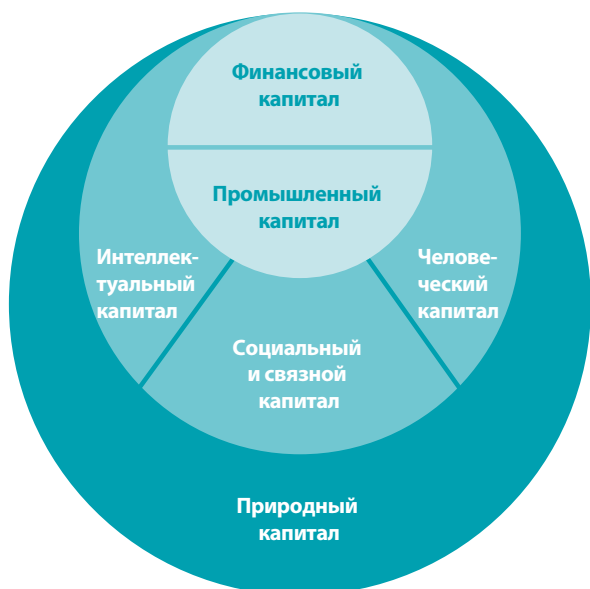 Финансовый
капитал
Промышленный
капитал
Интеллек-
туальный
капитал
Челове-
ческий
капитал
Социальный
и связной
капитал
Природный
капитал